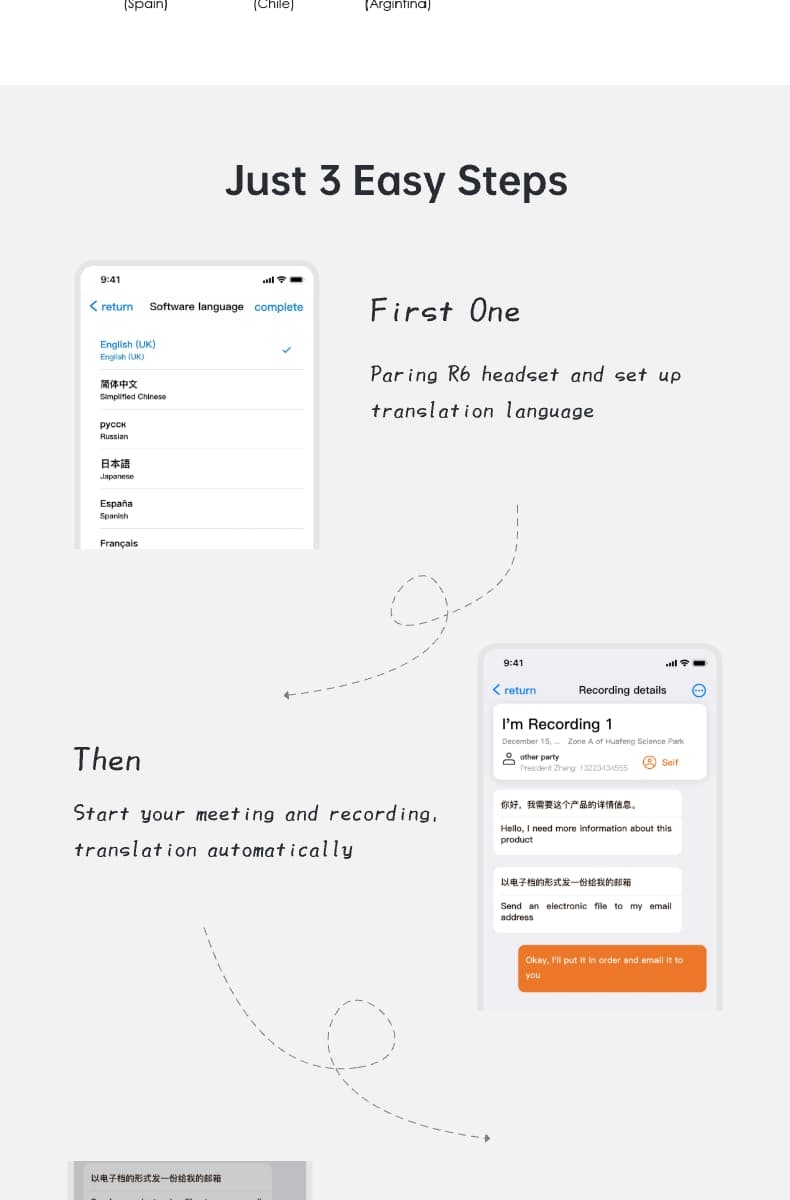 (Spain) (Chile) (Argintina)
Just 3 Easy Steps
9:41
return Software language complete
English (UK)
English (UK)
简体中文
Simplified Chinese
русск
Russian
日本語
Japanese
España
Spanish
Français
First One
Paring R6 headset and set up
translation language
Then
Start your meeting and recording,
translation automatically
9:41
return Recording details
I'm Recording 1
December 15, ... Zone A of Huafeng Science Park
other party
President Zhang: 13223434555
Self
你好，我需要这个产品的详情信息。
Hello, I need more information about this
product
以电子档的形式发一份给我的邮箱
Send an electronic file to my email
address
Okay, I'll put it in order and email it to
you
以电子档的形式发一份给我的邮箱